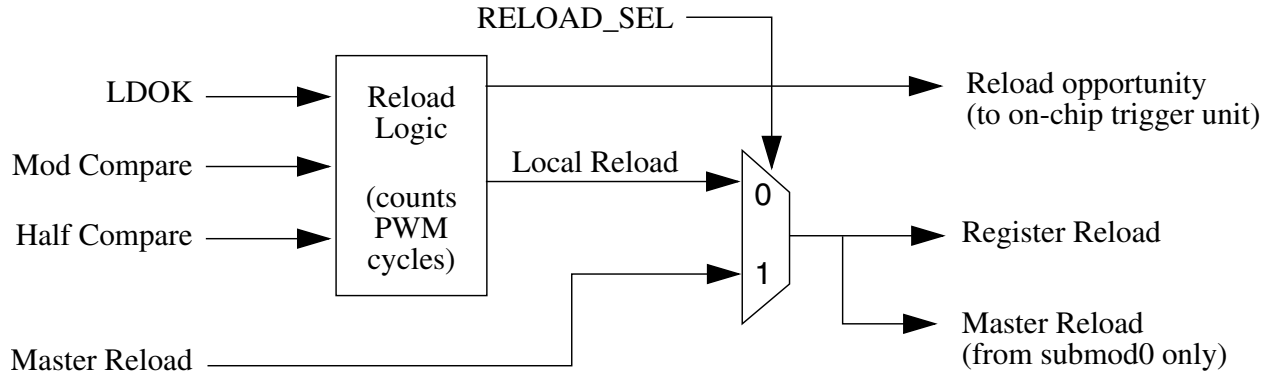 RELOAD_SEL
LDOK
Mod Compare
Half Compare
Master Reload
Reload
Logic
(counts
PWM
cycles)
Local Reload
0
1
Reload opportunity
(to on-chip trigger unit)
Register Reload
Master Reload
(from submod0 only)